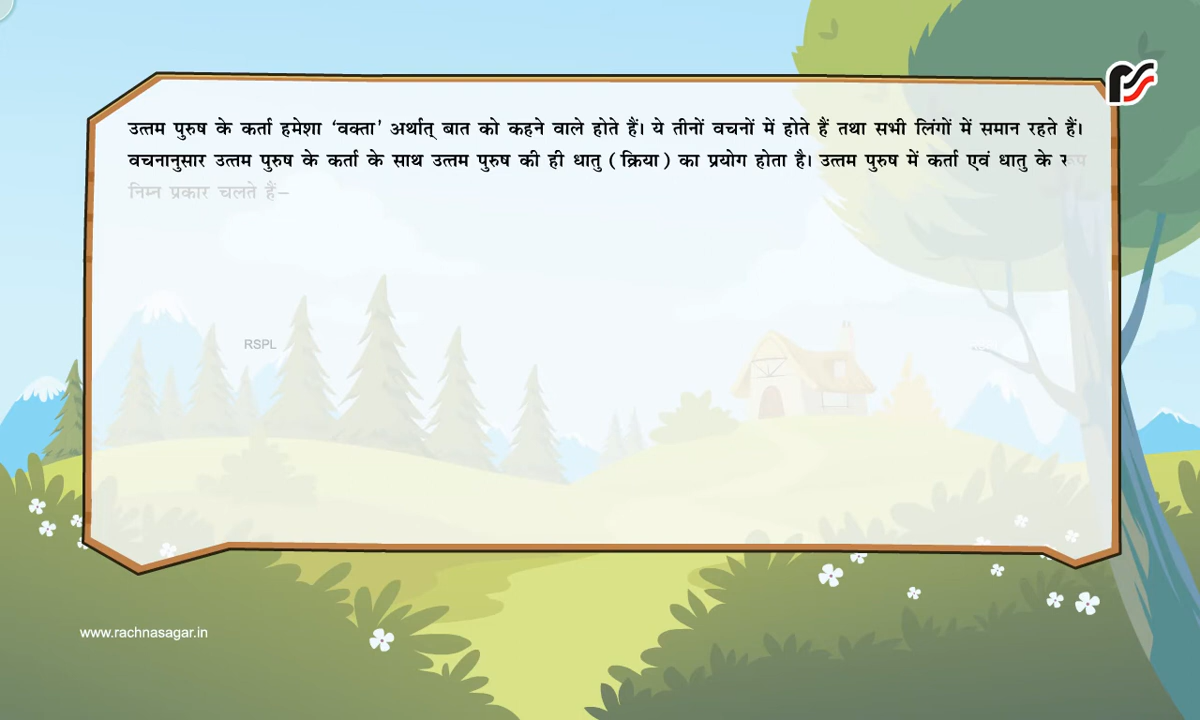 उत्तम पुरुष के कर्ता हमेशा ‘वक्ता’ अर्थात् बात को कहने वाले होते हैं। ये तीनों वचनों में होते हैं तथा सभी लिंगों में समान रहते हैं।
वचनानुसार उत्तम पुरुष के कर्ता के साथ उत्तम पुरुष की ही धातु (क्रिया) का प्रयोग होता है। उत्तम पुरुष में कर्ता एवं धातु के रूप
निम्न प्रकार चलते हैं–
RSPL
www.rachnasagar.in